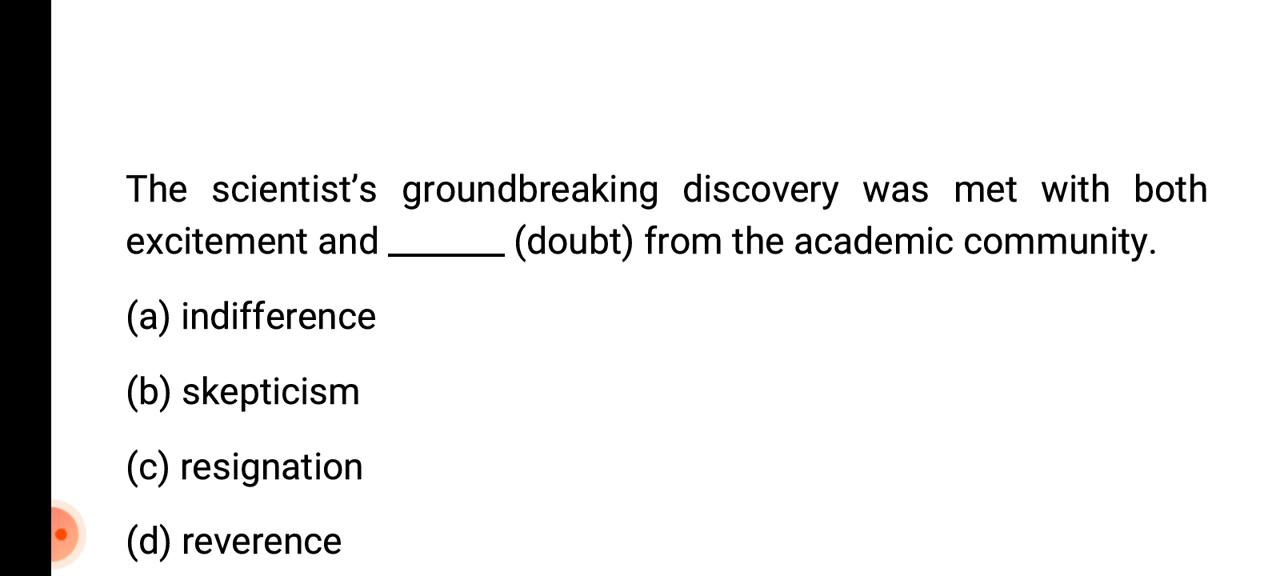 The scientist’s groundbreaking discovery was met with both
excitement and ______ (doubt) from the academic community.
(a) indifference
(b) skepticism
(c) resignation
(d) reverence